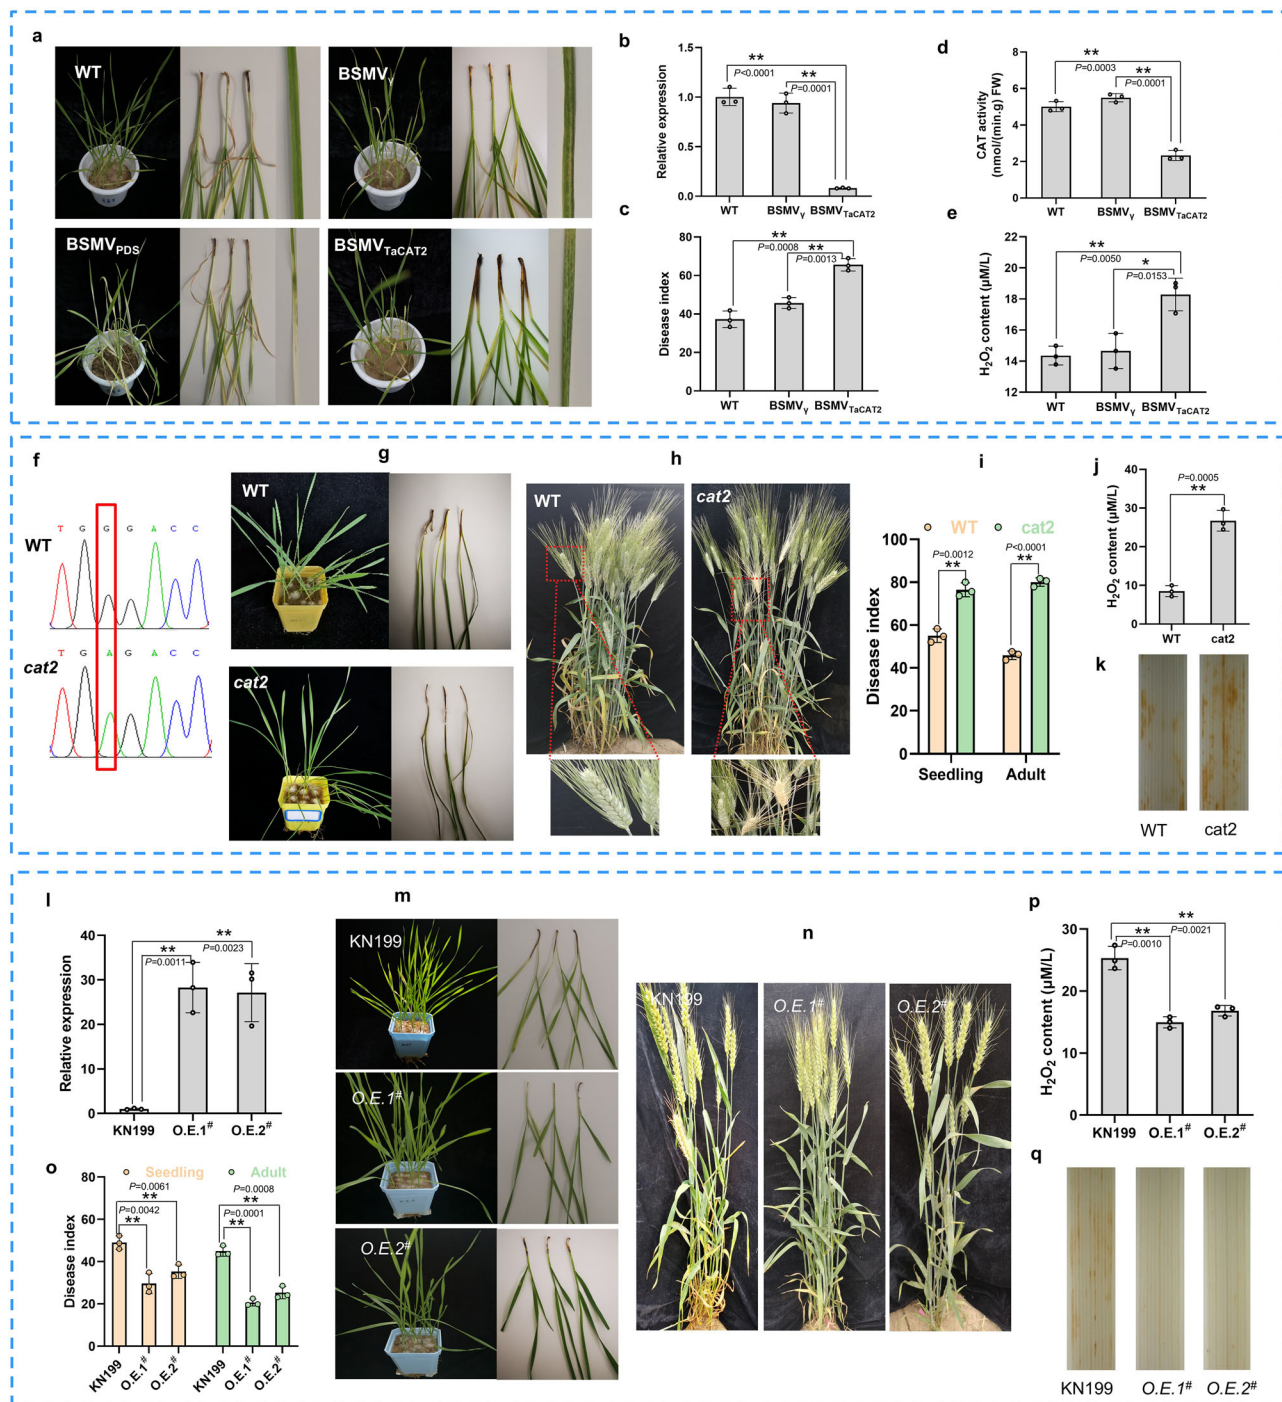 a
WT
BSMVγ
BSMVPDS
BSMVTaCAT2
b
Relative expression
1.5
1.0
0.5
0.0
**
P<0.0001
**
P=0.0001
WT BSMVγ BSMVTaCAT2
c
Disease index
80
60
40
20
0
**
P=0.0008
**
P=0.0013
WT BSMVγ BSMVTaCAT2
d
CAT activity
(nmol/(min.g) FW)
8
6
4
2
0
**
P=0.0003
**
P=0.0001
WT BSMVγ BSMVTaCAT2
e
H2O2 content (μM/L)
22
20
18
16
14
12
**
P=0.0050
*
P=0.0153
WT BSMVγ BSMVTaCAT2
f
T G G G A C C
WT
T G A G A C C
cat2
g
WT
cat2
h
WT
cat2
i
WT cat2
Disease index
100
80
60
40
20
0
P=0.0012
**
P<0.0001
**
Seedling Adult
j
H2O2 content (μM/L)
40
30
20
10
0
P=0.0005
**
WT cat2
k
WT cat2
l
Relative expression
40
30
20
10
0
**
P=0.0023
**
P=0.0011
KN199 O.E.1# O.E.2#
m
KN199
O.E.1#
O.E.2#
n
KN199
O.E.1#
O.E.2#
o
Seedling Adult
Disease index
80
60
40
20
0
P=0.0061
**
P=0.0042
**
P=0.0008
**
P=0.0001
**
KN199 O.E.1# O.E.2# KN199 O.E.1# O.E.2#
p
H2O2 content (μM/L)
30
20
10
0
**
P=0.0021
**
P=0.0010
KN199 O.E.1# O.E.2#
q
KN199 O.E.1# O.E.2#